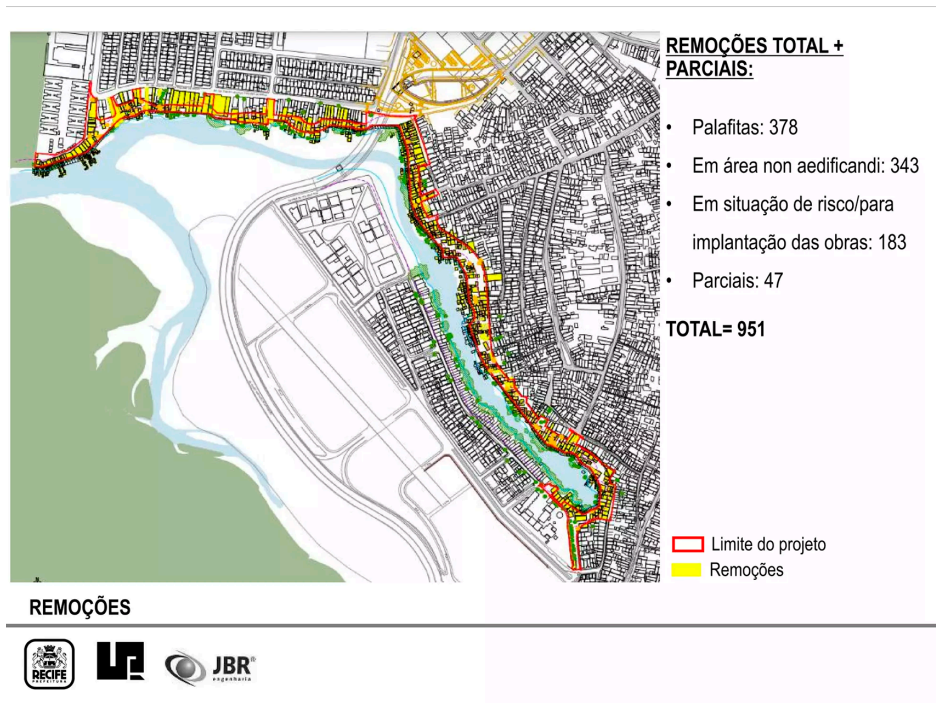 REMOÇÕES TOTAL +
PARCIAIS:
• Palafitas: 378
• Em área non aedificandi: 343
• Em situação de risco/para
implantação das obras: 183
• Parciais: 47
TOTAL= 951
Limite do projeto
Remoções
REMOÇÕES
RECIFE
PREFEITURA
JBR®
engenharia